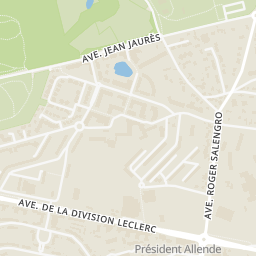 AVE. JEAN JAURÈS
AVE. ROGER SALENGRO
AVE. DE LA DIVISION LECLERC
Président Allende